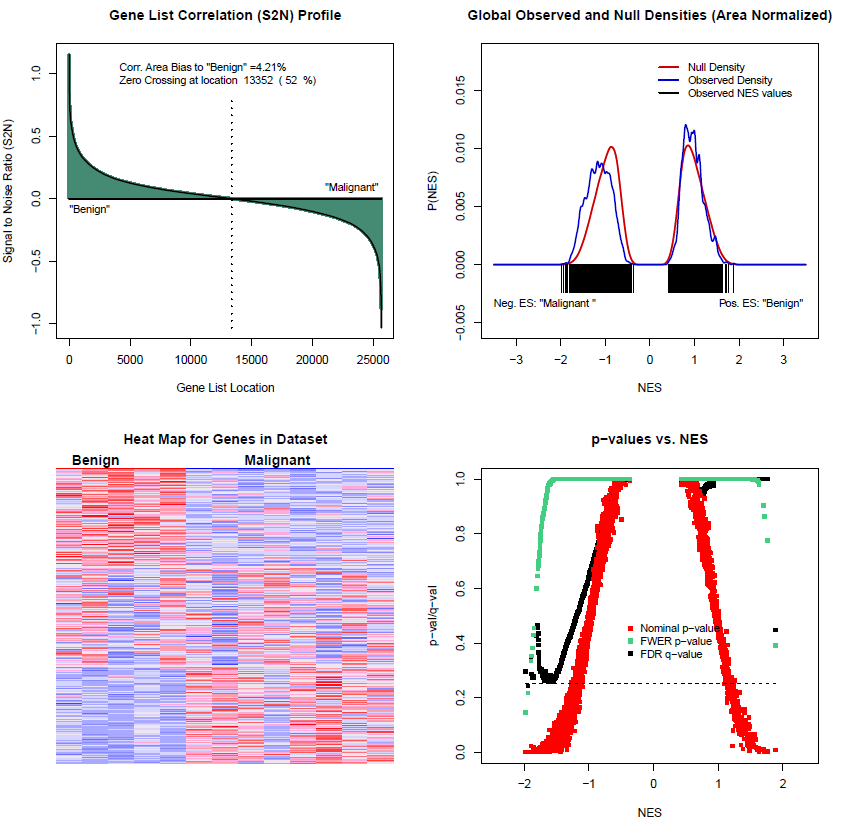 Gene List Correlation (S2N) Profile
Signal to Noise Ratio (S2N)
1.0
0.5
0.0
−0.5
−1.0
Corr. Area Bias to "Benign" =4.21%
Zero Crossing at location  13352  ( 52  %)
"Malignant"
"Benign"
0 5000 10000 15000 20000 25000
Gene List Location
Global Observed and Null Densities (Area Normalized)
P(NES)
0.015
0.010
0.005
0.000
−0.005
Null Density
Observed Density
Observed NES values
Neg. ES: "Malignant " Pos. ES: "Benign"
−3 −2 −1 0 1 2 3
NES
Heat Map for Genes in Dataset
Benign Malignant
p−values vs. NES
p−val/q−val
1.0
0.8
0.6
0.4
0.2
0.0
Nominal p−value
FWER p−value
FDR q−value
−2 −1 0 1 2
NES